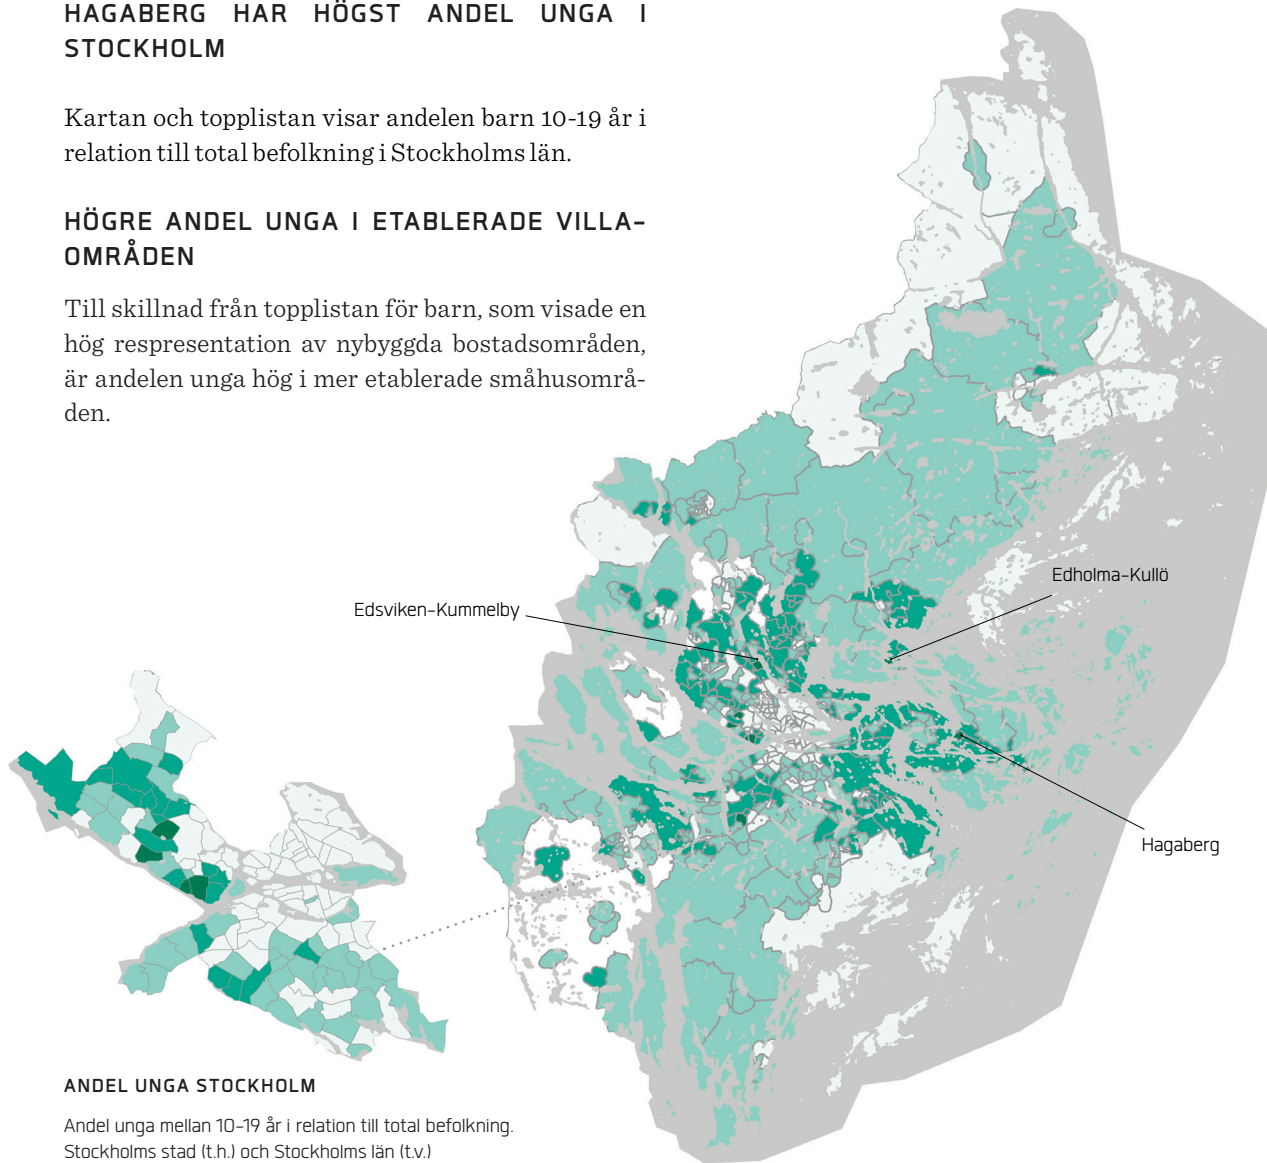 HAGABERG HAR HÖGST ANDEL UNGA I
STOCKHOLM
Kartan och topplistan visar andelen barn 10-19 år i
relation till total befolkning i Stockholms län.
HÖGRE ANDEL UNGA I ETABLERADE VILLA-
OMRÅDEN
Till skillnad från topplistan för barn, som visade en
hög respresentation av nybyggda bostadsområden,
är andelen unga hög i mer etablerade småhusområ-
den.
Edholma-Kullö
Edsviken-Kummelby
Hagaberg
ANDEL UNGA STOCKHOLM
Andel unga mellan 10-19 år i relation till total befolkning.
Stockholms stad (t.h.) och Stockholms län (t.v.)